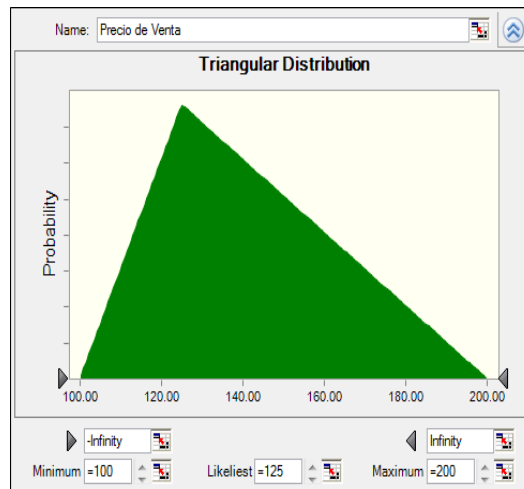 Name: Precio de Venta
Triangular Distribution
Probability
100.00 120.00 140.00 160.00 180.00 200.00
-Infinity Infinity
Minimum =100 Likeliest =125 Maximum =200